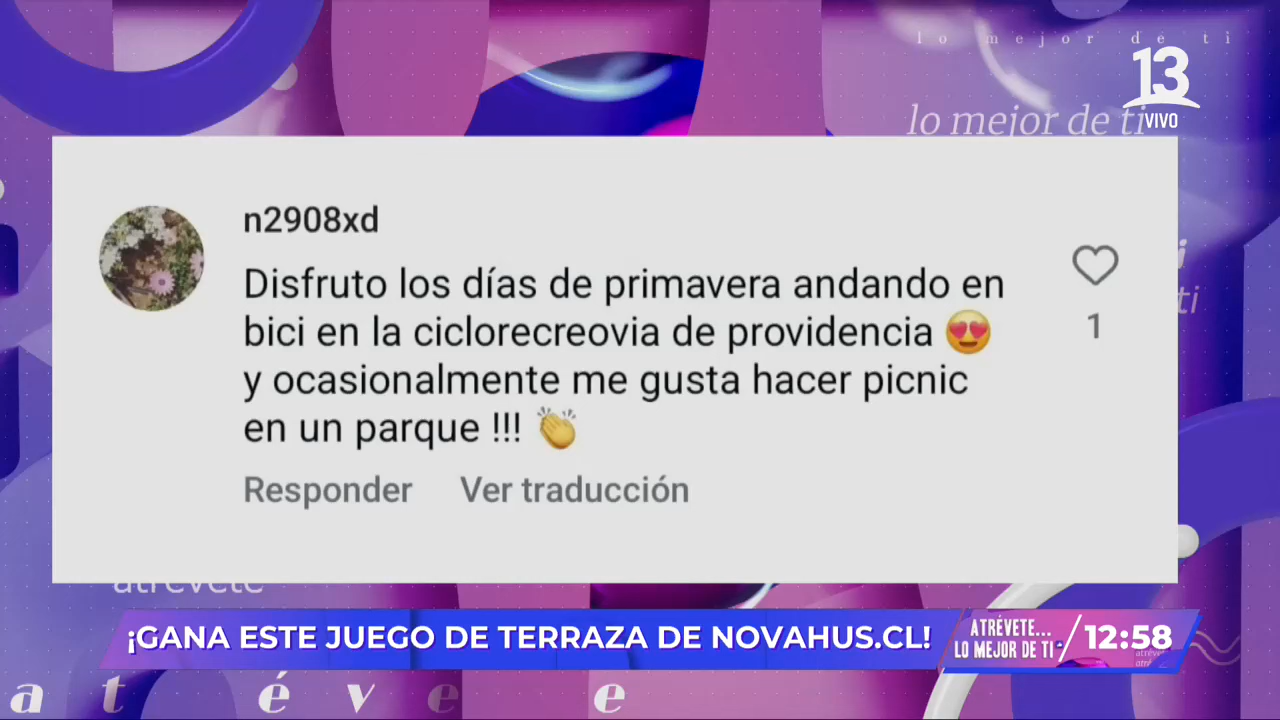 lo mejor de ti
13
lo mejor de ti
VIVO
n2908xd
Disfruto los días de primavera andando en
bici en la ciclorecreovia de providencia 😍
y ocasionalmente me gusta hacer picnic
en un parque !!! 👏
1
Responder Ver traducción
atrévete
¡GANA ESTE JUEGO DE TERRAZA DE NOVAHUS.CL!
ATRÉVETE...
LO MEJOR DE TI
12:58
atréve e